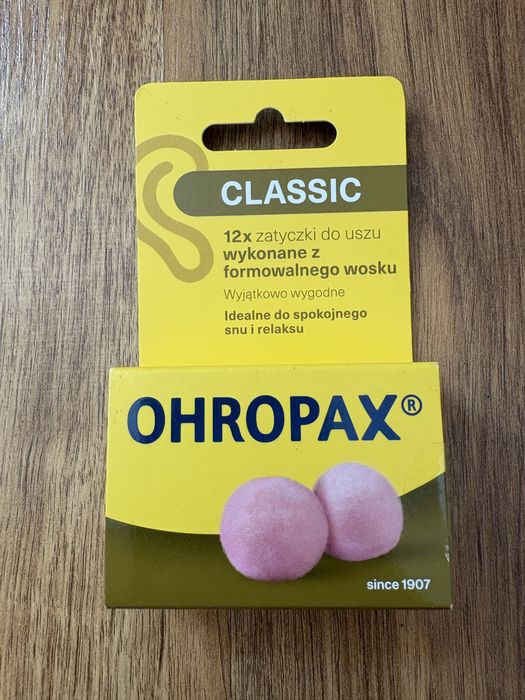 CLASSIC
12x zatyczki do uszu
wykonane z
formowalnego wosku
Wyjątkowo wygodne
Idealne do spokojnego
snu i relaksu
OHROPAX®
since 1907